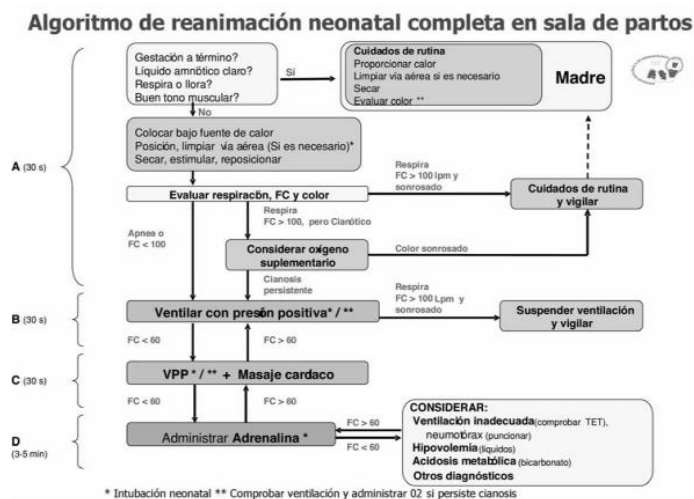 Algoritmo de reanimación neonatal completa en sala de partos
Gestación a término?
Líquido amnótico claro?
Respira o llora?
Buen tono muscular?
Sí
Cuidados de rutina
Proporcionar calor
Limpiar vía aérea si es necesario
Secar
Evaluar color **
Madre
No
Colocar bajo fuente de calor
Posición, limpiar vía aérea (Si es necesario)*
Secar, estimular, reposicionar
A (30 s)
Evaluar respiracön, FC y color
Respira
FC > 100 lpm y
sonrosado
Cuidados de rutina
y vigilar
Apnea o
FC < 100
Respira
FC > 100, pero Cianótico
Considerar oxígeno
suplementario
Color sonrosado
Cianosis
persistente
B (30 s)
Ventilar con presón positiva* / **
Respira
FC > 100 Lpm y
sonrosado
Suspender ventilación
y vigilar
FC < 60
FC > 60
C (30 s)
VPP * / ** + Masaje cardaco
FC < 60
FC > 60
D
(3-5 min)
Administrar Adrenalina *
FC > 60
FC < 60
CONSIDERAR:
Ventilación inadecuada (comprobar TET),
neumotórax (puncionar)
Hipovolemia (líquidos)
Acidosis metabólica (bicarbonato)
Otros diagnósticos
* Intubación neonatal ** Comprobar ventilación y administrar 02 si persiste cianosis